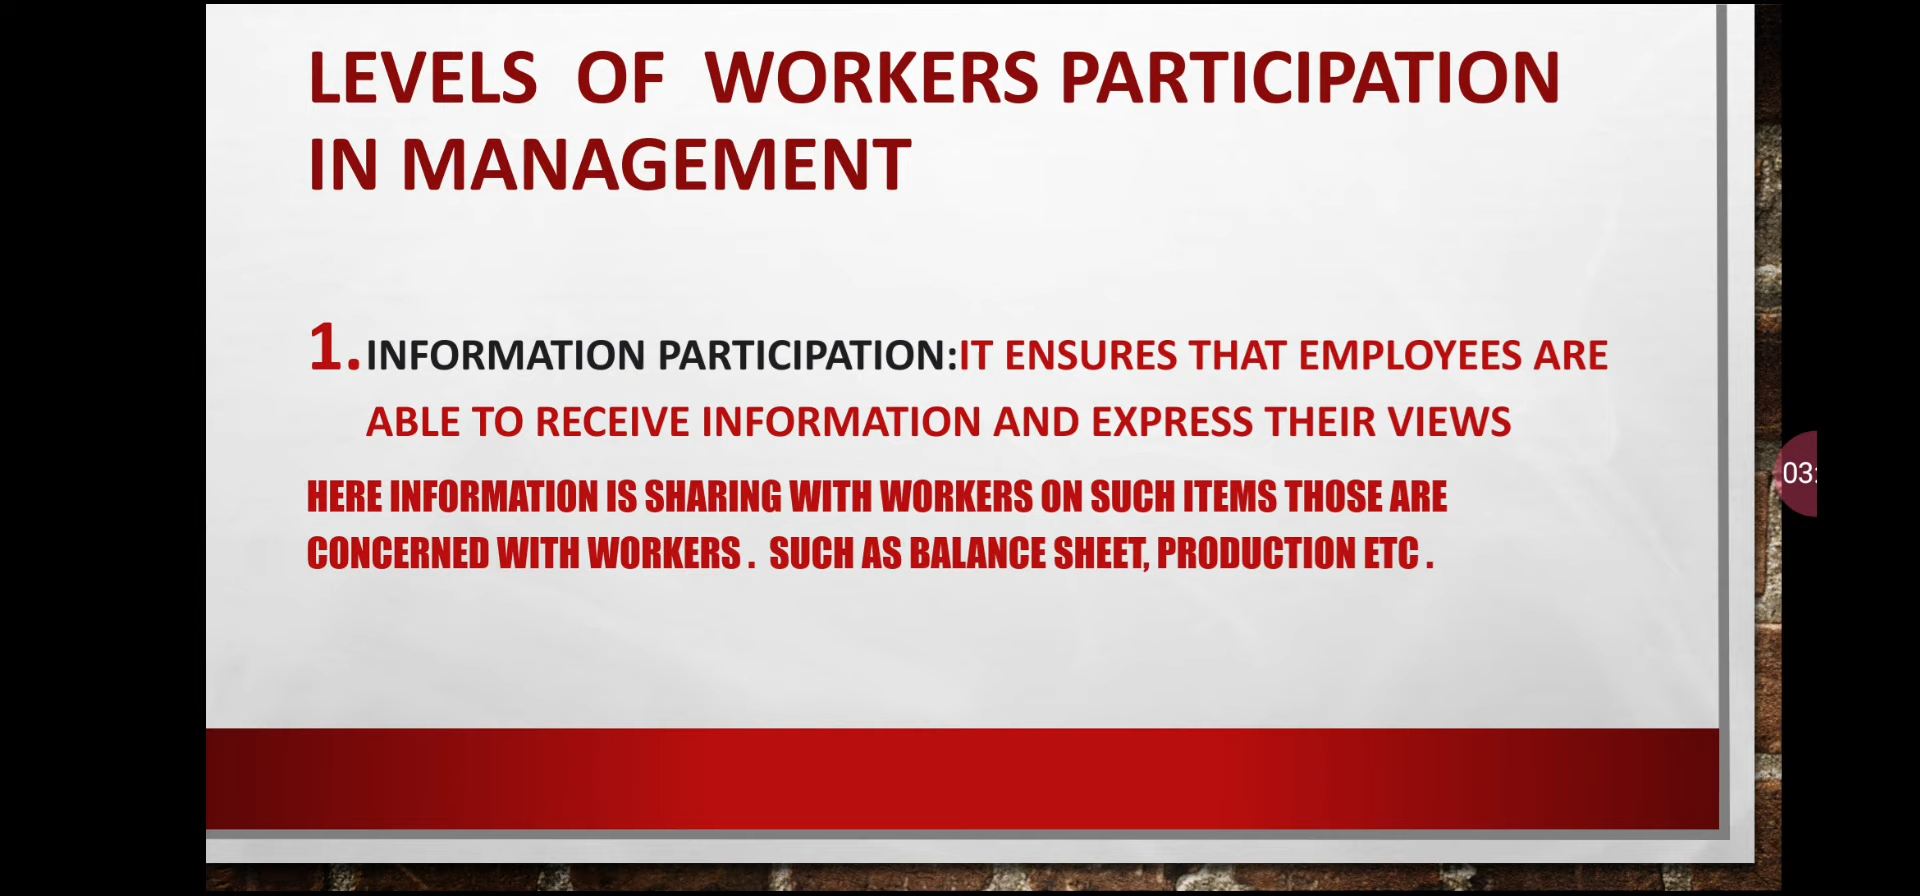 LEVELS OF WORKERS PARTICIPATION
IN MANAGEMENT
1. INFORMATION PARTICIPATION:IT ENSURES THAT EMPLOYEES ARE
ABLE TO RECEIVE INFORMATION AND EXPRESS THEIR VIEWS
HERE INFORMATION IS SHARING WITH WORKERS ON SUCH ITEMS THOSE ARE
CONCERNED WITH WORKERS . SUCH AS BALANCE SHEET, PRODUCTION ETC .
03: